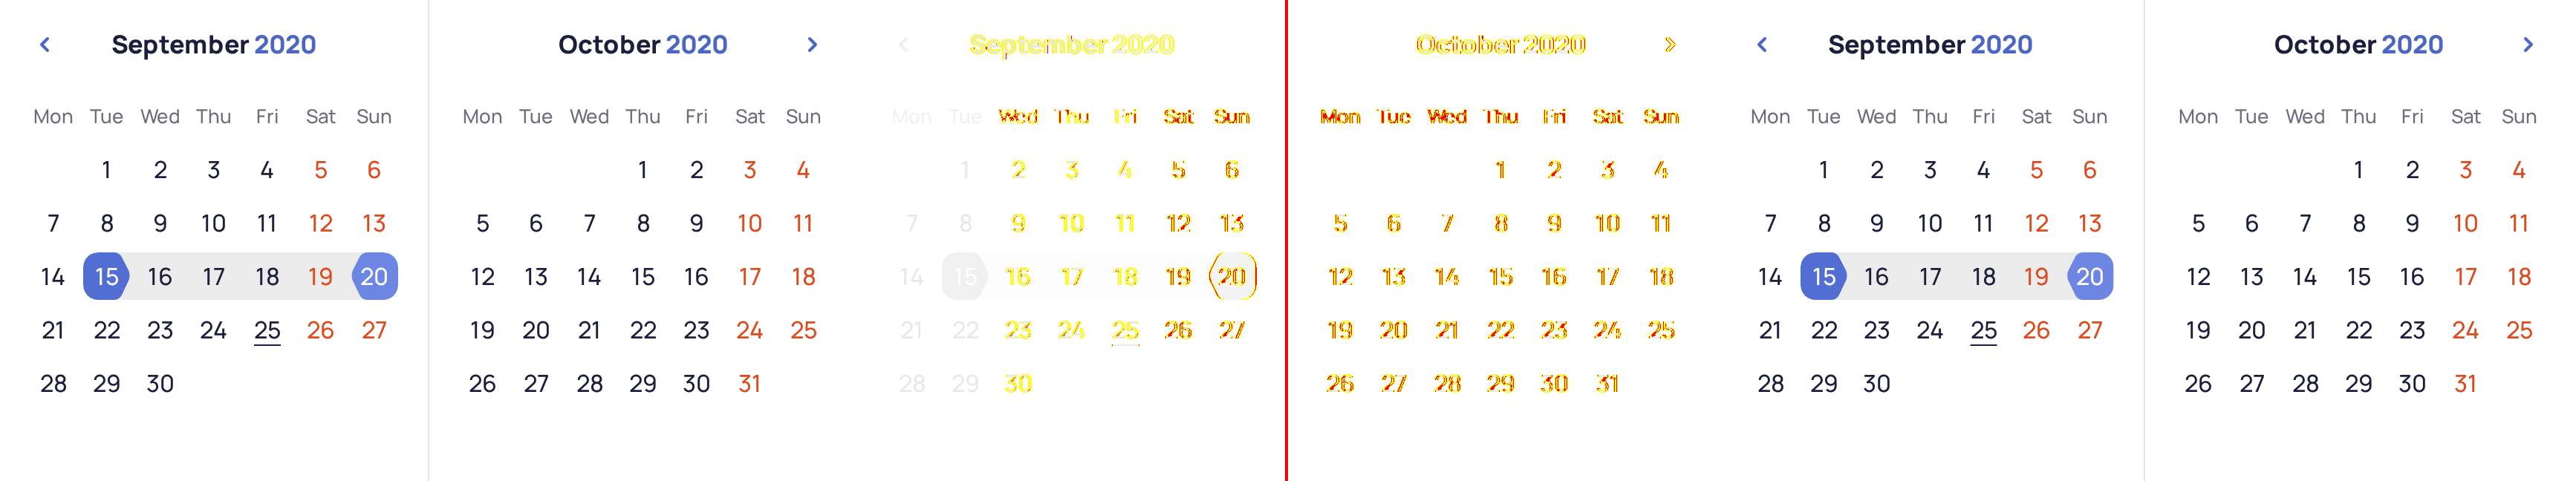 September 2020
Mon Tue Wed Thu Fri Sat Sun
1 2 3 4 5 6
7 8 9 10 11 12 13
14 15 16 17 18 19 20
21 22 23 24 25 26 27
28 29 30
October 2020
Mon Tue Wed Thu Fri Sat Sun
1 2 3 4
5 6 7 8 9 10 11
12 13 14 15 16 17 18
19 20 21 22 23 24 25
26 27 28 29 30 31
September 2020
Mon Tue Wed Thu Fri Sat Sun
1 2 3 4 5 6
7 8 9 10 11 12 13
14 15 16 17 18 19 20
21 22 23 24 25 26 27
28 29 30
October 2020
Mon Tue Wed Thu Fri Sat Sun
1 2 3 4
5 6 7 8 9 10 11
12 13 14 15 16 17 18
19 20 21 22 23 24 25
26 27 28 29 30 31
September 2020
Mon Tue Wed Thu Fri Sat Sun
1 2 3 4 5 6
7 8 9 10 11 12 13
14 15 16 17 18 19 20
21 22 23 24 25 26 27
28 29 30
October 2020
Mon Tue Wed Thu Fri Sat Sun
1 2 3 4
5 6 7 8 9 10 11
12 13 14 15 16 17 18
19 20 21 22 23 24 25
26 27 28 29 30 31